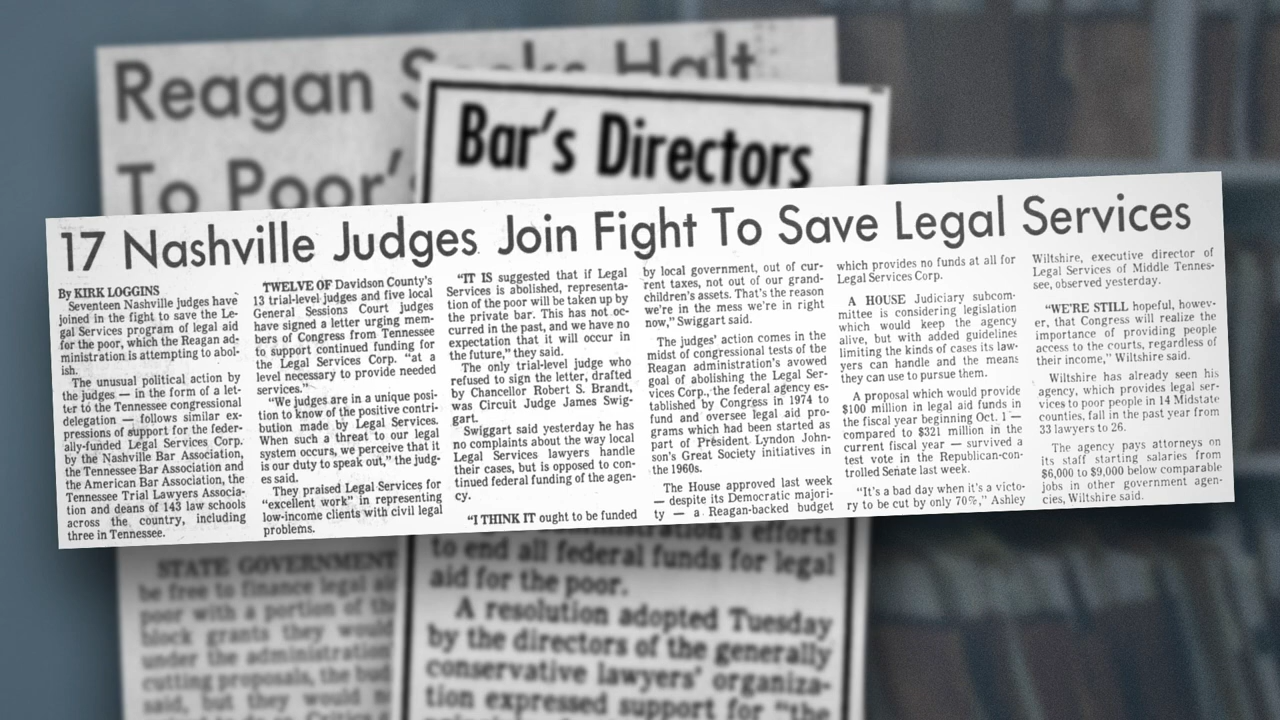 Reagan Seeks Halt
To Poor'
Bar's Directors
17 Nashville Judges Join Fight To Save Legal Services
By KIRK LOGGINS
Seventeen Nashville judges have
joined in the fight to save the Le-
gal Services program of legal aid
for the poor, which the Reagan ad-
ministration is attempting to abol-
ish.
The unusual political action by
the judges — in the form of a let-
ter to the Tennessee congressional
delegation — follows similar ex-
pressions of support for the feder-
ally-funded Legal Services Corp.
by the Nashville Bar Association,
the Tennessee Bar Association and
the American Bar Association, the
Tennessee Trial Lawyers Associa-
tion and deans of 143 law schools
across the country, including
three in Tennessee.
TWELVE OF Davidson County's
13 trial-level judges and five local
General Sessions Court judges
have signed a letter urging mem-
bers of Congress from Tennessee
to support continued funding for
the Legal Services Corp. "at a
level necessary to provide needed
services."
"We judges are in a unique posi-
tion to know of the positive contri-
bution made by Legal Services.
When such a threat to our legal
system occurs, we perceive that it
is our duty to speak out," the judg-
es said.
They praised Legal Services for
"excellent work" in representing
low-income clients with civil legal
problems.
"IT IS suggested that if Legal
Services is abolished, representa-
tion of the poor will be taken up by
the private bar. This has not oc-
curred in the past, and we have no
expectation that it will occur in
the future," they said.
The only trial-level judge who
refused to sign the letter, drafted
by Chancellor Robert S. Brandt,
was Circuit Judge James Swig-
gart.
Swiggart said yesterday he has
no complaints about the way local
Legal Services lawyers handle
their cases, but is opposed to con-
tinued federal funding of the agen-
cy.
"I THINK IT ought to be funded
by local government, out of cur-
rent taxes, not out of our grand-
children's assets. That's the reason
we're in the mess we're in right
now," Swiggart said.
The judges' action comes in the
midst of congressional tests of the
Reagan administration's avowed
goal of abolishing the Legal Ser-
vices Corp., the federal agency es-
tablished by Congress in 1974 to
fund and oversee legal aid pro-
grams which had been started as
part of President Lyndon John-
son's Great Society initiatives in
the 1960s.
The House approved last week
— despite its Democratic majori-
ty — a Reagan-backed budget
which provides no funds at all for
Legal Services Corp.
A HOUSE Judiciary subcom-
mittee is considering legislation
which would keep the agency
alive, but with added guidelines
limiting the kinds of cases its law-
yers can handle and the means
they can use to pursue them.
A proposal which would provide
$100 million in legal aid funds in
the fiscal year beginning Oct. 1 —
compared to $321 million in the
current fiscal year — survived a
test vote in the Republican-con-
trolled Senate last week.
"It's a bad day when it's a victo-
ry to be cut by only 70%," Ashley
Wiltshire, executive director of
Legal Services of Middle Tennes-
see, observed yesterday.
"WE'RE STILL hopeful, howev-
er, that Congress will realize the
importance of providing people
access to the courts, regardless of
their income," Wiltshire said.
Wiltshire has already seen his
agency, which provides legal ser-
vices to poor people in 14 Midstate
counties, fall in the past year from
33 lawyers to 26.
The agency pays attorneys on
its staff starting salaries from
$6,000 to $9,000 below comparable
jobs in other government agen-
cies, Wiltshire said.
STATE GOVERNMENT
be free to finance legal aid
poor with a portion of the
block grants they would
under the administration
cutting proposals, the bud
said, but they would
administration's efforts
to end all federal funds for legal
aid for the poor.
A resolution adopted Tuesday
by the directors of the generally
conservative lawyers' organiza-
tion expressed support for "the